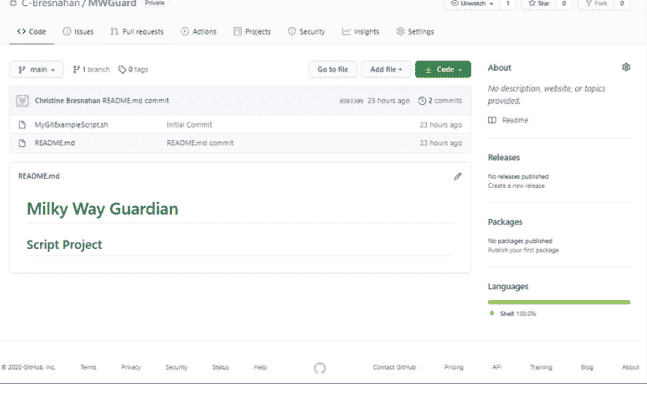 C-Bresnahan / MWGuard Private
Unwatch 1 Star 0 Fork 0
Code Issues Pull requests Actions Projects Security Insights Settings
main 1 branch 0 tags Go to file Add file Code
About
No description, website, or topics
provided.
Readme
Christine Bresnahan README.md commit 23 hours ago 2 commits
MyGitExampleScript.sh Initial Commit 23 hours ago
README.md README.md commit 23 hours ago
README.md
Milky Way Guardian
Script Project
Releases
No releases published
Create a new release
Packages
No packages published
Publish your first package
Languages
Shell 100.0%
© 2020 GitHub, Inc. Terms Privacy Security Status Help Contact GitHub Pricing API Training Blog About